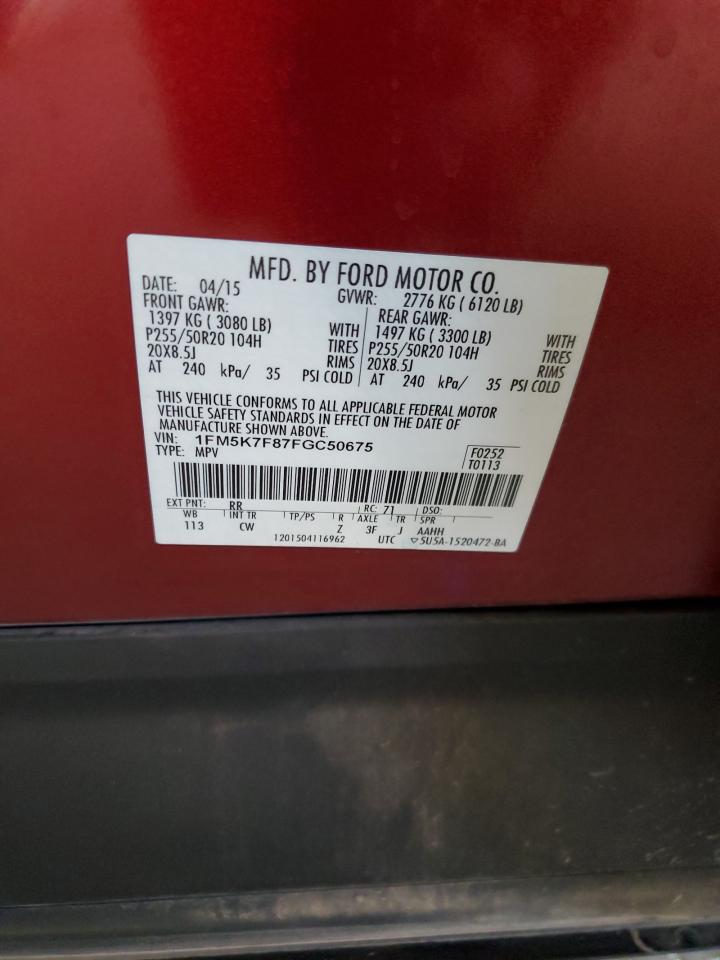 MFD. BY FORD MOTOR CO.
DATE: 04/15 GVWR: 2776 KG ( 6120 LB)
FRONT GAWR: REAR GAWR:
1397 KG ( 3080 LB) WITH 1497 KG ( 3300 LB) WITH
P255/50R20 104H TIRES P255/50R20 104H TIRES
20X8.5J RIMS 20X8.5J RIMS
AT 240 kPa/ 35 PSI COLD AT 240 kPa/ 35 PSI COLD
THIS VEHICLE CONFORMS TO ALL APPLICABLE FEDERAL MOTOR
VEHICLE SAFETY STANDARDS IN EFFECT ON THE DATE OF
MANUFACTURE SHOWN ABOVE.
VIN: 1FM5K7F87FGC50675 F0252
TYPE: MPV T0113
EXT PNT: RR RC: 71 DSO:
WB INT TR TP/PS R AXLE TR SPR
113 CW Z 3F J AAHH
1201504116962 UTC ▽5U5A-1520472-BA